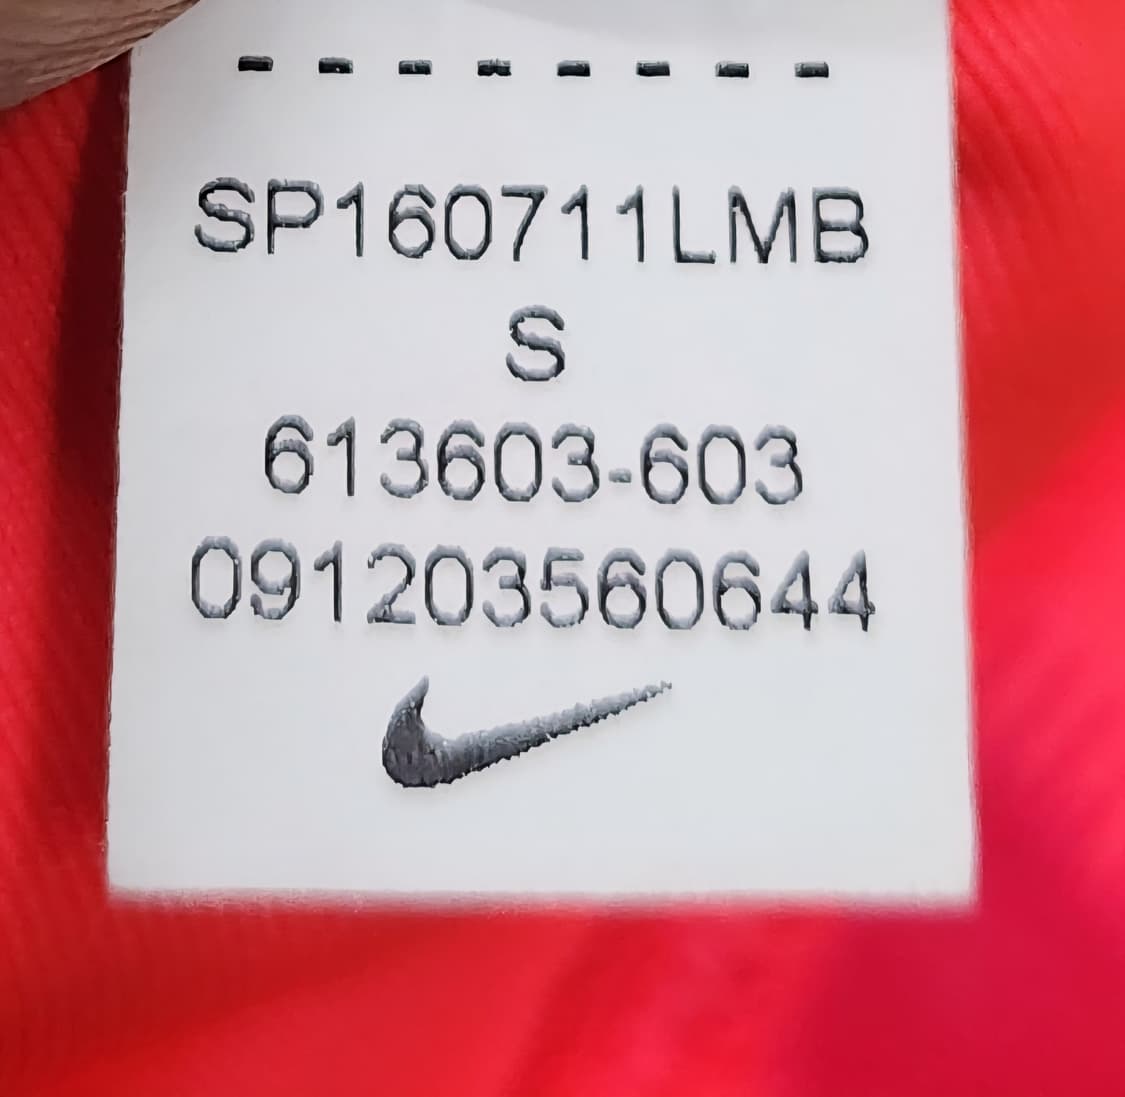 - - - - - - - -
SP160711LMB
S
613603-603
091203560644